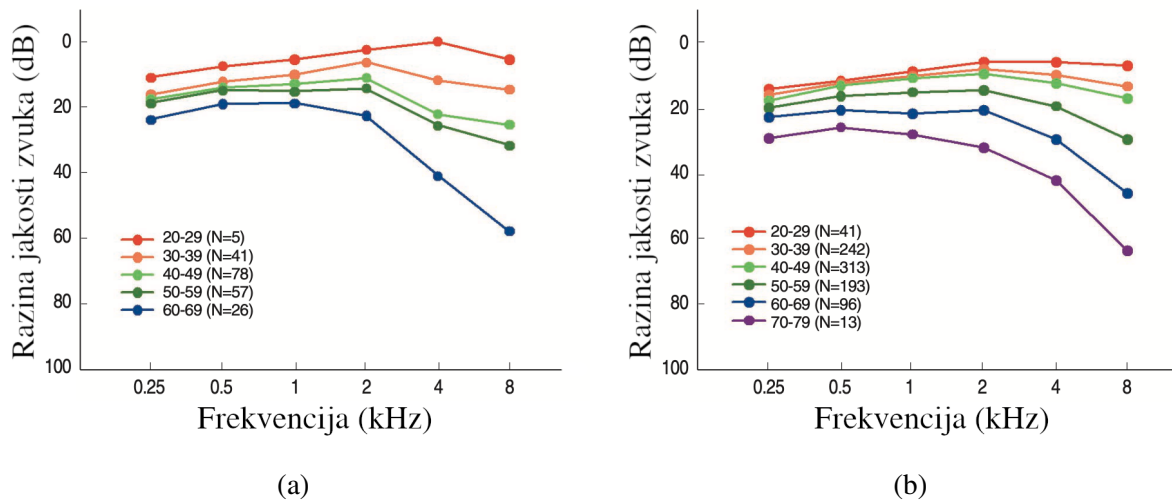 Razina jakosti zvuka (dB)
0
20
40
60
80
100
20-29 (N=5)
30-39 (N=41)
40-49 (N=78)
50-59 (N=57)
60-69 (N=26)
0.25 0.5 1 2 4 8
Frekvencija (kHz)
(a)
Razina jakosti zvuka (dB)
0
20
40
60
80
100
20-29 (N=41)
30-39 (N=242)
40-49 (N=313)
50-59 (N=193)
60-69 (N=96)
70-79 (N=13)
0.25 0.5 1 2 4 8
Frekvencija (kHz)
(b)